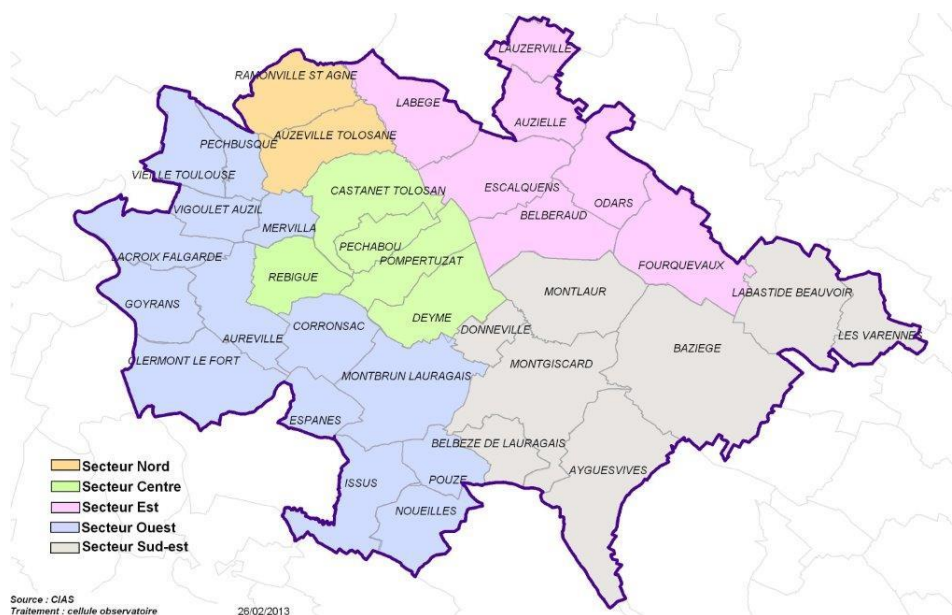 LAUZERVILLE
RAMONVILLE ST AGNE
LABEGE
AUZIELLE
AUZEVILLE TOLOSANE
PECHBUSQUE
VIEILLE TOULOUSE
CASTANET TOLOSAN
ESCALQUENS
ODARS
VIGOULET AUZIL
BELBERAUD
MERVILLA
PECHABOU
LACROIX FALGARDE
POMPERTUZAT
FOURQUEVAUX
REBIGUE
GOYRANS
MONTLAUR
LABASTIDE BEAUVOIR
DEYME
CORRONSAC
DONNEVILLE
LES VARENNES
AUREVILLE
BAZIEGE
CLERMONT LE FORT
MONTGISCARD
MONTBRUN LAURAGAIS
ESPANES
BELBEZE DE LAURAGAIS
AYGUESVIVES
ISSUS
POUZE
NOUEILLES
Secteur Nord
Secteur Centre
Secteur Est
Secteur Ouest
Secteur Sud-est
Source : CIAS
Traitement : cellule observatoire 26/02/2013